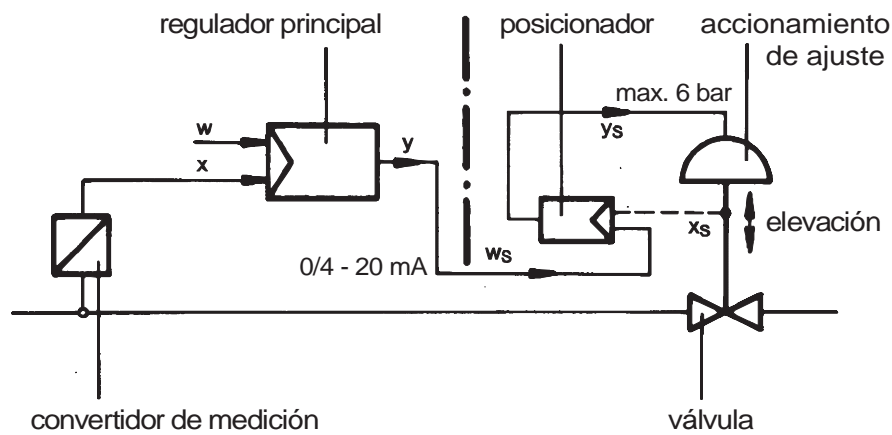 regulador principal
posicionador
accionamiento
de ajuste
max. 6 bar
w
y
ys
x
xs
elevación
ws
0/4 - 20 mA
convertidor de medición
válvula